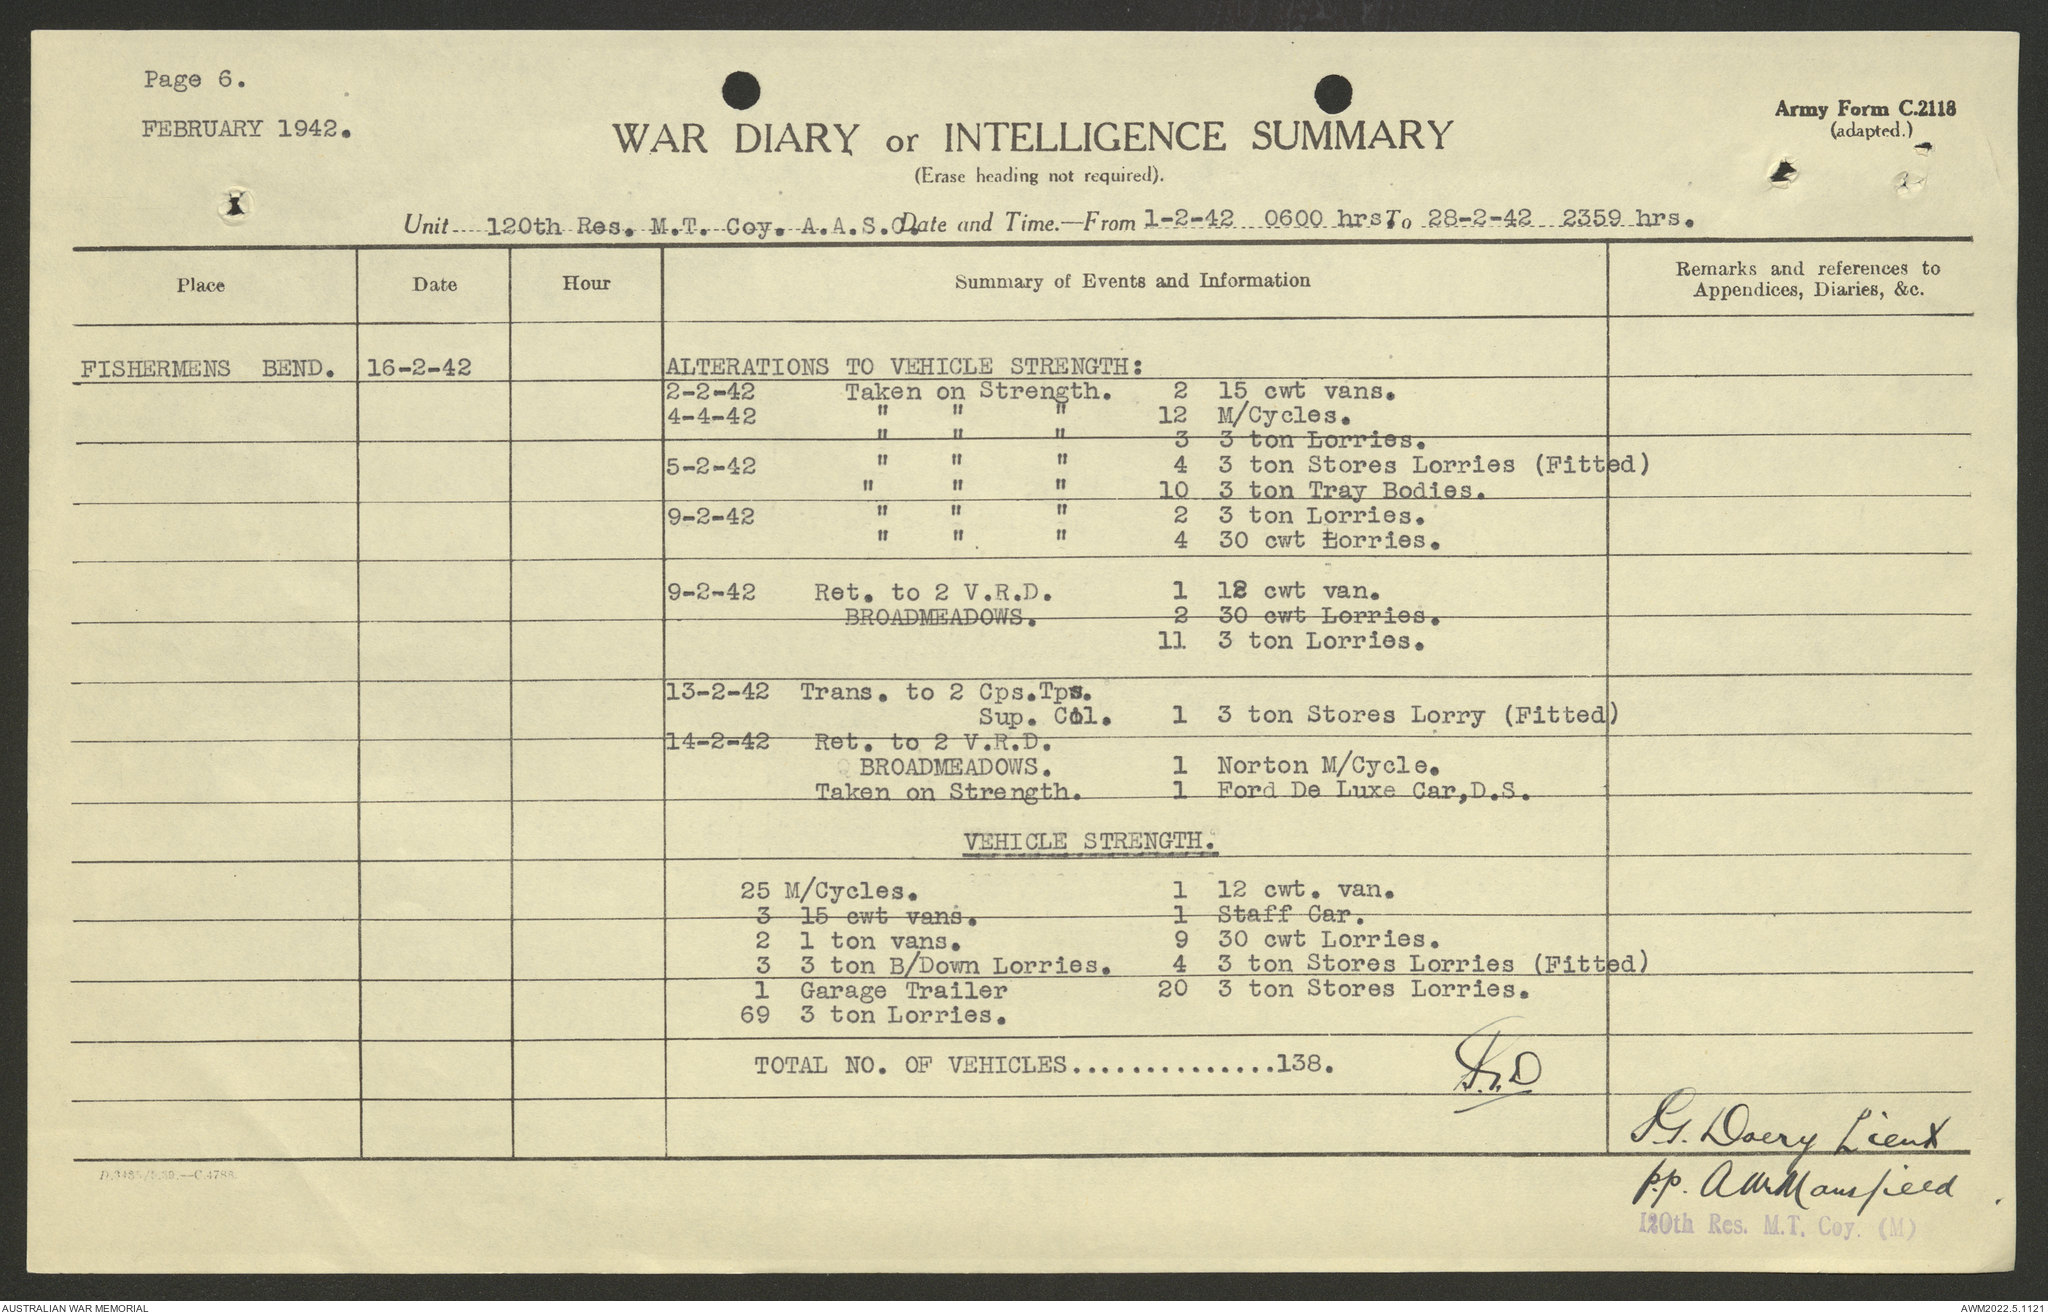 Page 6.
FEBRUARY 1942.
Army Form C.2118
(adapted.)
WAR DIARY or INTELLIGENCE SUMMARY
(Erase heading not required).
Unit 120th Res. M.T. Coy. A.A.S.C. Date and Time.—From 1-2-42 0600 hrs. To 28-2-42 2359 hrs.
Place Date Hour Summary of Events and Information Remarks and references to
Appendices, Diaries, &c.
FISHERMENS BEND. 16-2-42 ALTERATIONS TO VEHICLE STRENGTH:
2-2-42 Taken on Strength. 2 15 cwt vans.
4-4-42 " " " 12 M/Cycles.
" " " 3 3 ton Lorries.
5-2-42 " " " 4 3 ton Stores Lorries (Fitted)
" " " 10 3 ton Tray Bodies.
9-2-42 " " " 2 3 ton Lorries.
" " " 4 30 cwt Lorries.
9-2-42 Ret. to 2 V.R.D. 1 12 cwt van.
BROADMEADOWS. 2 30 cwt Lorries.
11 3 ton Lorries.
13-2-42 Trans. to 2 Cps.Tps.
Sup. Col. 1 3 ton Stores Lorry (Fitted)
14-2-42 Ret. to 2 V.R.D.
BROADMEADOWS. 1 Norton M/Cycle.
Taken on Strength. 1 Ford De Luxe Car,D.S.
VEHICLE STRENGTH.
25 M/Cycles. 1 12 cwt. van.
3 15 cwt vans. 1 Staff Car.
2 1 ton vans. 9 30 cwt Lorries.
3 3 ton B/Down Lorries. 4 3 ton Stores Lorries (Fitted)
1 Garage Trailer 20 3 ton Stores Lorries.
69 3 ton Lorries.
TOTAL NO. OF VEHICLES...............138.
Doery Lieut
p.p. A W Mansfield
120th Res. M.T. Coy. (M)
AUSTRALIAN WAR MEMORIAL
AWM2022.5.1121